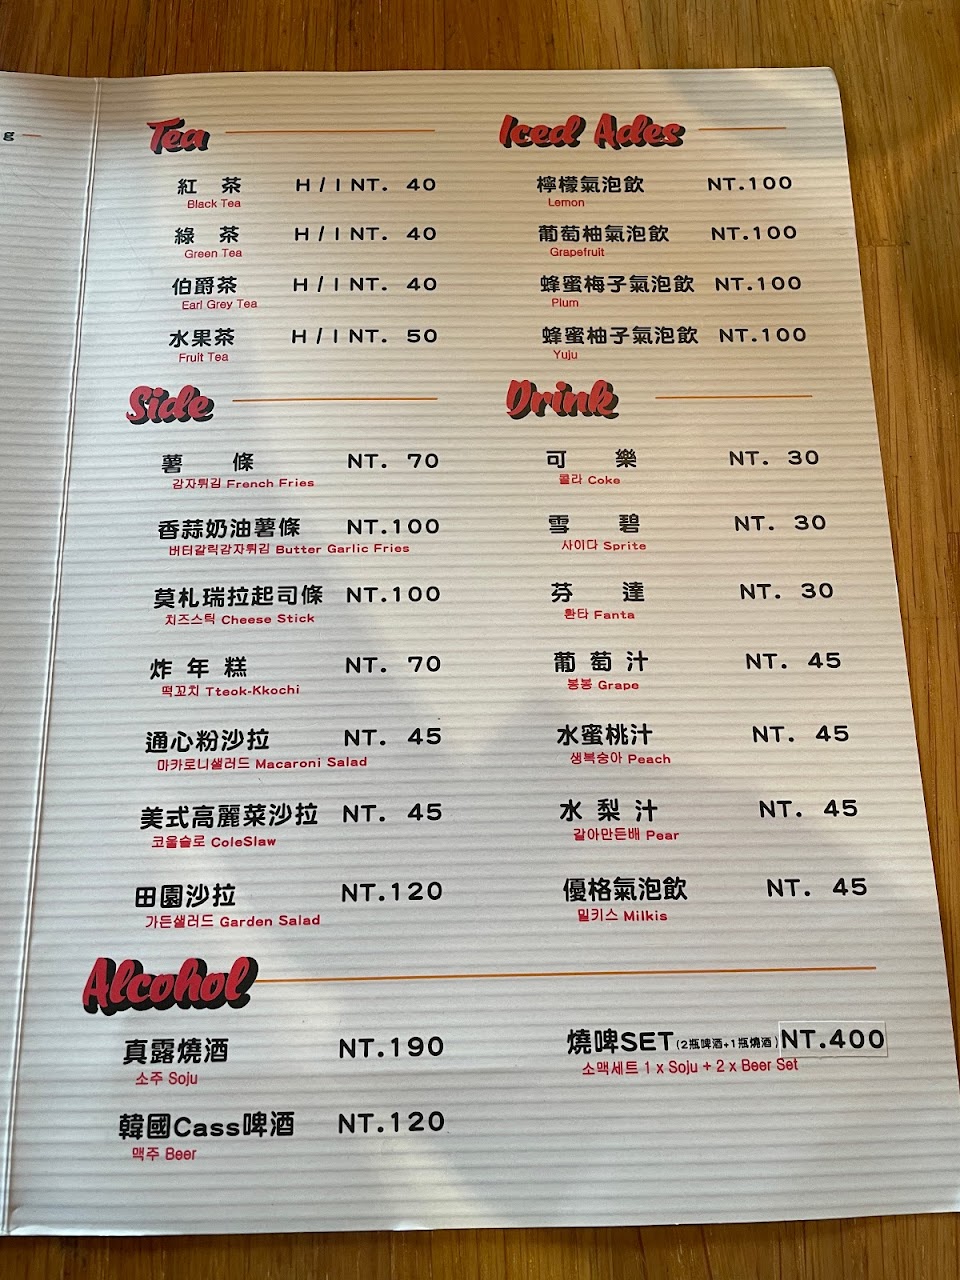 g
Tea
紅茶 H/I NT. 40
Black Tea
綠茶 H/I NT. 40
Green Tea
伯爵茶 H/I NT. 40
Earl Grey Tea
水果茶 H/I NT. 50
Fruit Tea
Iced Ades
檸檬氣泡飲 NT.100
Lemon
葡萄柚氣泡飲 NT.100
Grapefruit
蜂蜜梅子氣泡飲 NT.100
Plum
蜂蜜柚子氣泡飲 NT.100
Yuju
Side
薯條 NT. 70
감자튀김 French Fries
香蒜奶油薯條 NT.100
버터갈릭감자튀김 Butter Garlic Fries
莫札瑞拉起司條 NT.100
치즈스틱 Cheese Stick
炸年糕 NT. 70
떡꼬치 Tteok-Kkochi
通心粉沙拉 NT. 45
마카로니샐러드 Macaroni Salad
美式高麗菜沙拉 NT. 45
코울슬로 ColeSlaw
田園沙拉 NT.120
가든샐러드 Garden Salad
Drink
可樂 NT. 30
콜라 Coke
雪碧 NT. 30
사이다 Sprite
芬達 NT. 30
환타 Fanta
葡萄汁 NT. 45
봉봉 Grape
水蜜桃汁 NT. 45
생복숭아 Peach
水梨汁 NT. 45
갈아만든배 Pear
優格氣泡飲 NT. 45
밀키스 Milkis
Alcohol
真露燒酒 NT.190
소주 Soju
韓國Cass啤酒 NT.120
맥주 Beer
燒啤SET(2瓶啤酒+1瓶燒酒) NT.400
소맥세트 1 x Soju + 2 x Beer Set